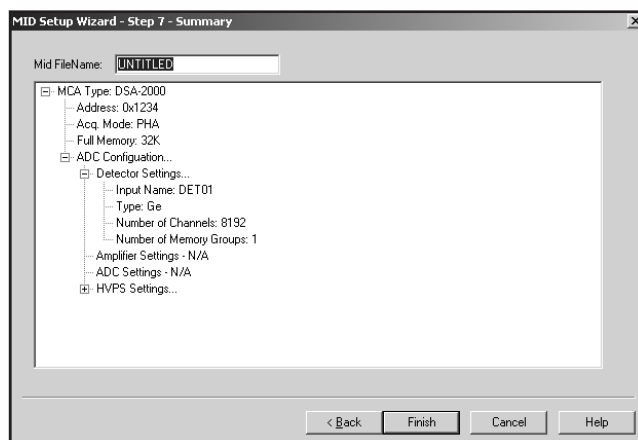 MID Setup Wizard - Step 7 - Summary
Mid FileName: UNTITLED
MCA Type: DSA-2000
Address: 0x1234
Acq. Mode: PHA
Full Memory: 32K
ADC Configuation...
Detector Settings...
Input Name: DET01
Type: Ge
Number of Channels: 8192
Number of Memory Groups: 1
Amplifier Settings - N/A
ADC Settings - N/A
HVPS Settings...
< Back Finish Cancel Help